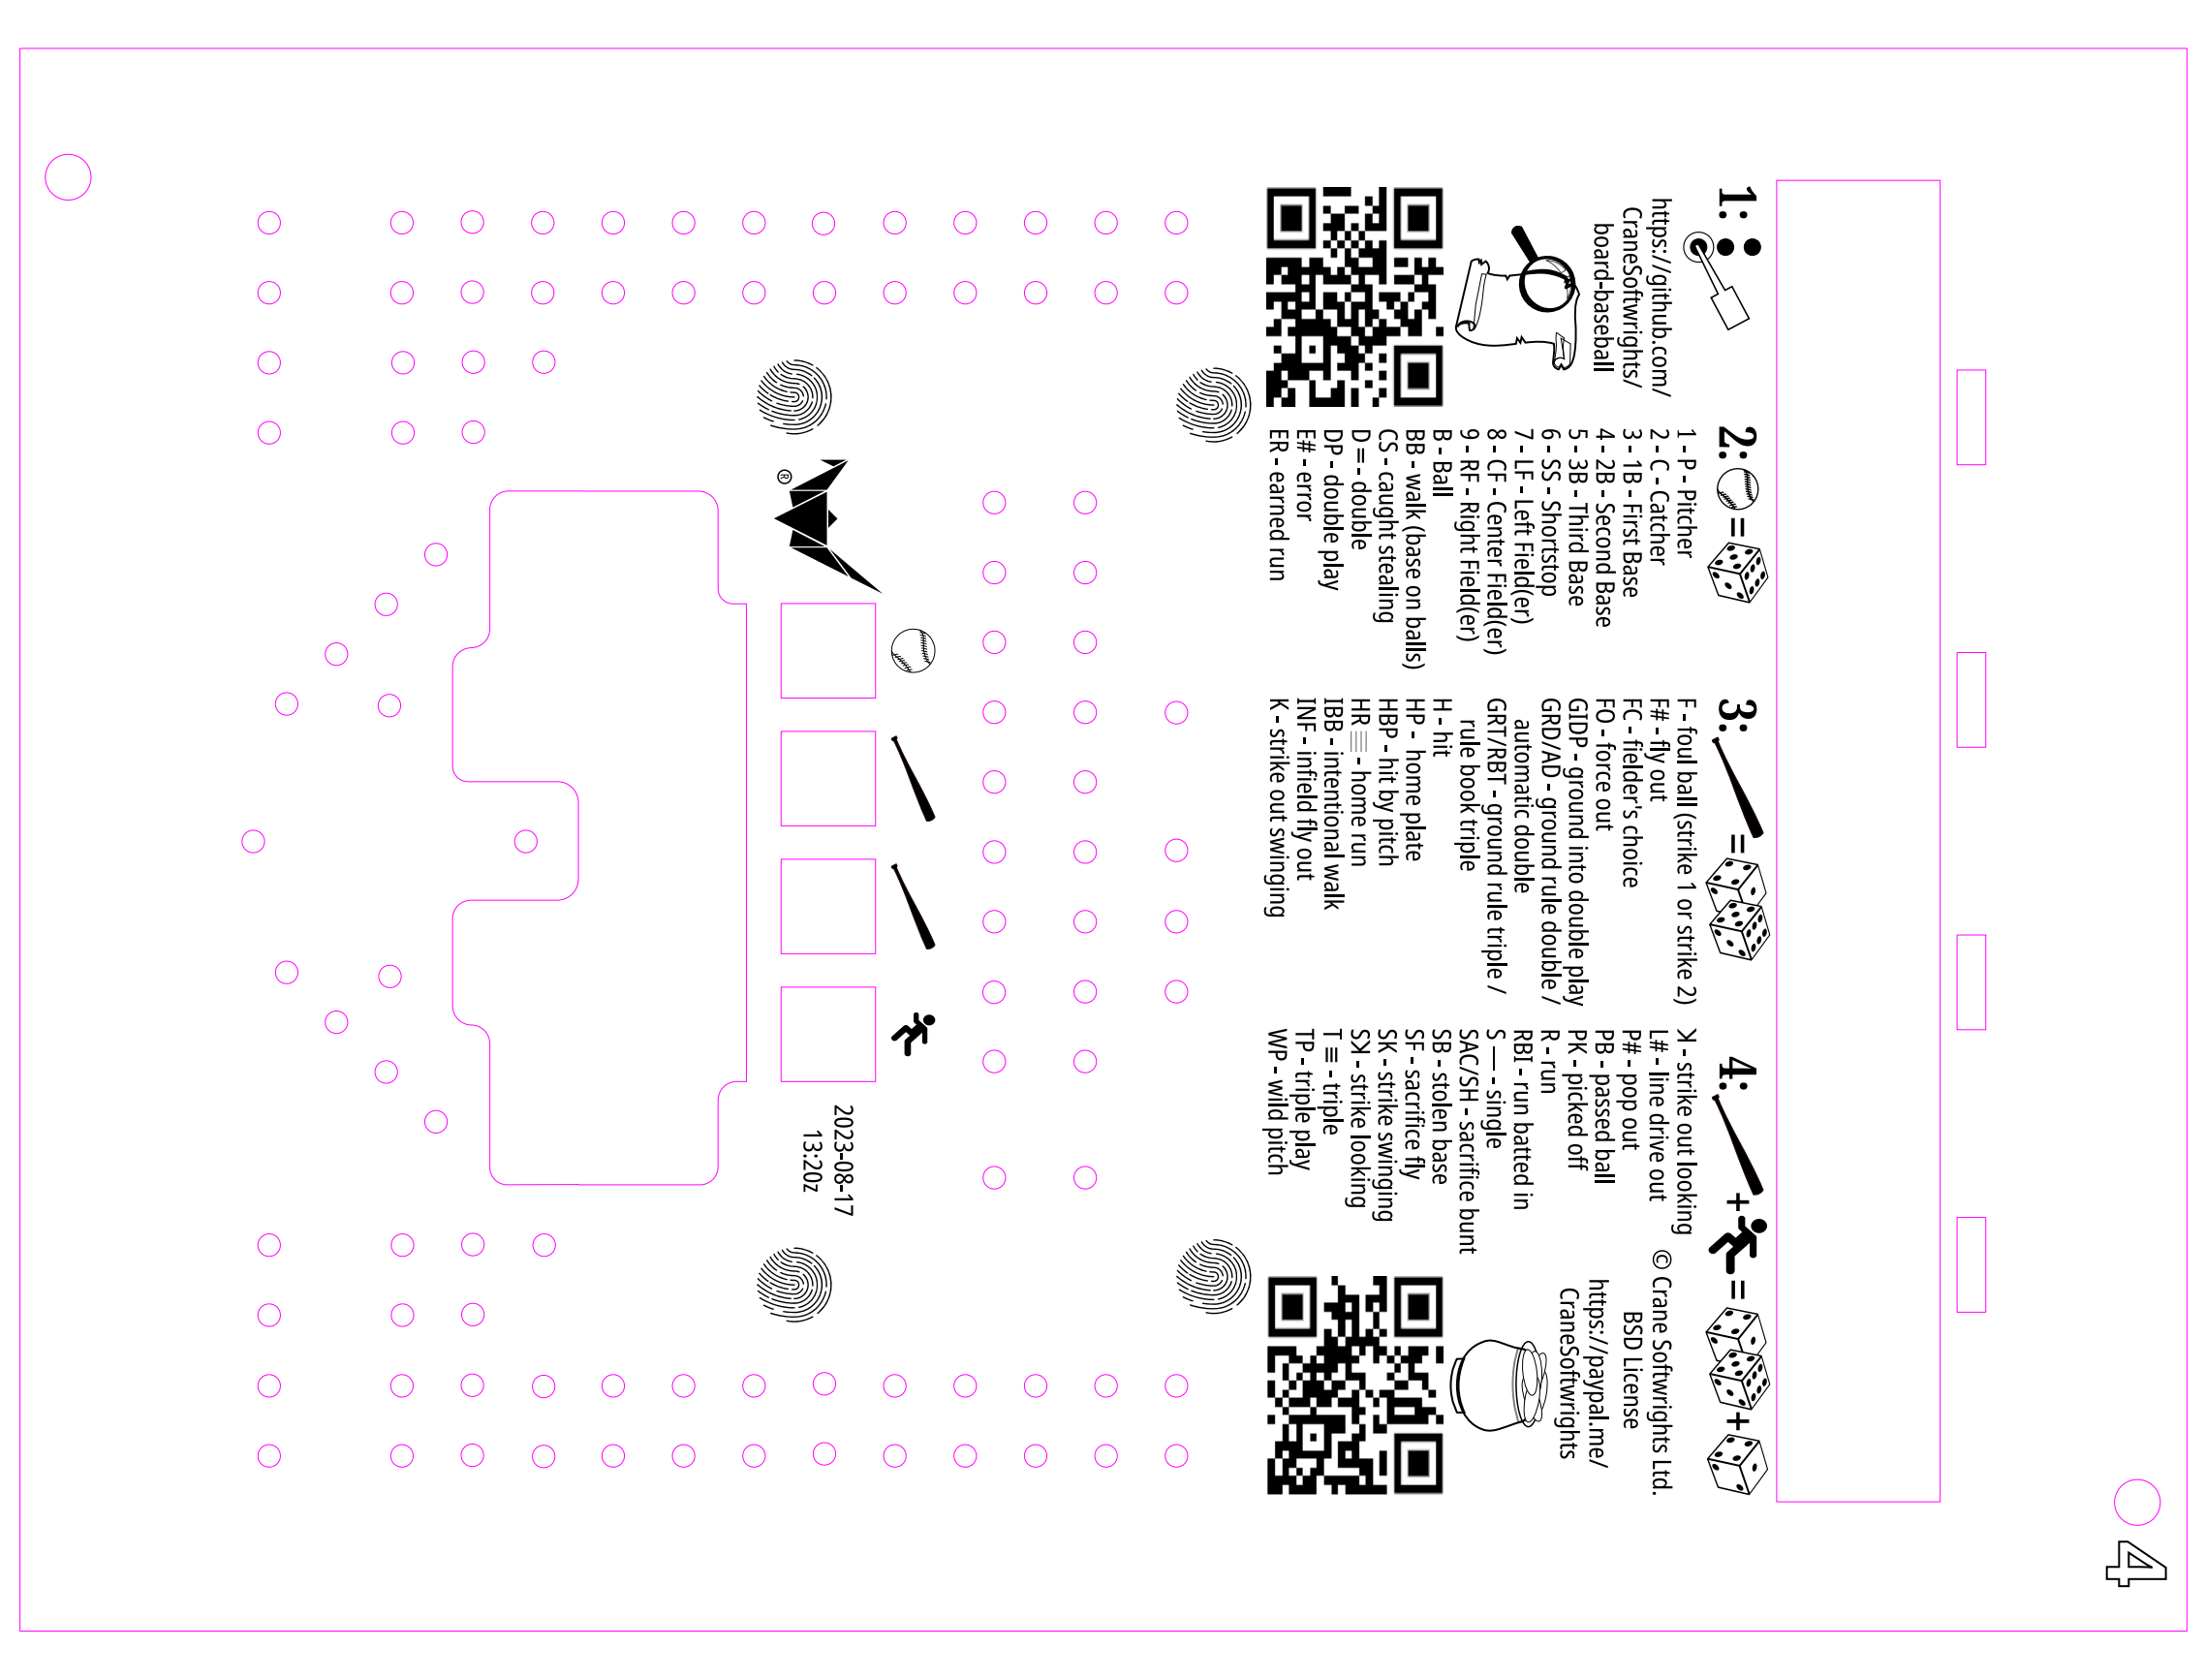 1:
https://github.com/
CraneSoftwrights/
board-baseball
2: =
1 - P - Pitcher
2 - C - Catcher
3 - 1B - First Base
4 - 2B - Second Base
5 - 3B - Third Base
6 - SS - Shortstop
7 - LF - Left Field(er)
8 - CF - Center Field(er)
9 - RF - Right Field(er)
B - Ball
BB - walk (base on balls)
CS - caught stealing
D = - double
DP - double play
E# - error
ER - earned run
3: =
F - foul ball (strike 1 or strike 2)
F# - fly out
FC - fielder's choice
FO - force out
GIDP - ground into double play
GRD/AD - ground rule double /
automatic double
GRT/RBT - ground rule triple /
rule book triple
H - hit
HP - home plate
HBP - hit by pitch
HR 𝄘 - home run
IBB - intentional walk
INF - infield fly out
K - strike out swinging
4: + = +
ꓘ - strike out looking
L# - line drive out
P# - pop out
PB - passed ball
PK - picked off
R - run
RBI - run batted in
S — - single
SAC/SH - sacrifice bunt
SB - stolen base
SF - sacrifice fly
SK - strike swinging
Sꓘ - strike looking
T ≡ - triple
TP - triple play
WP - wild pitch
© Crane Softwrights Ltd.
BSD License
https://paypal.me/
CraneSoftwrights
®
2023-08-17
13:20z
4